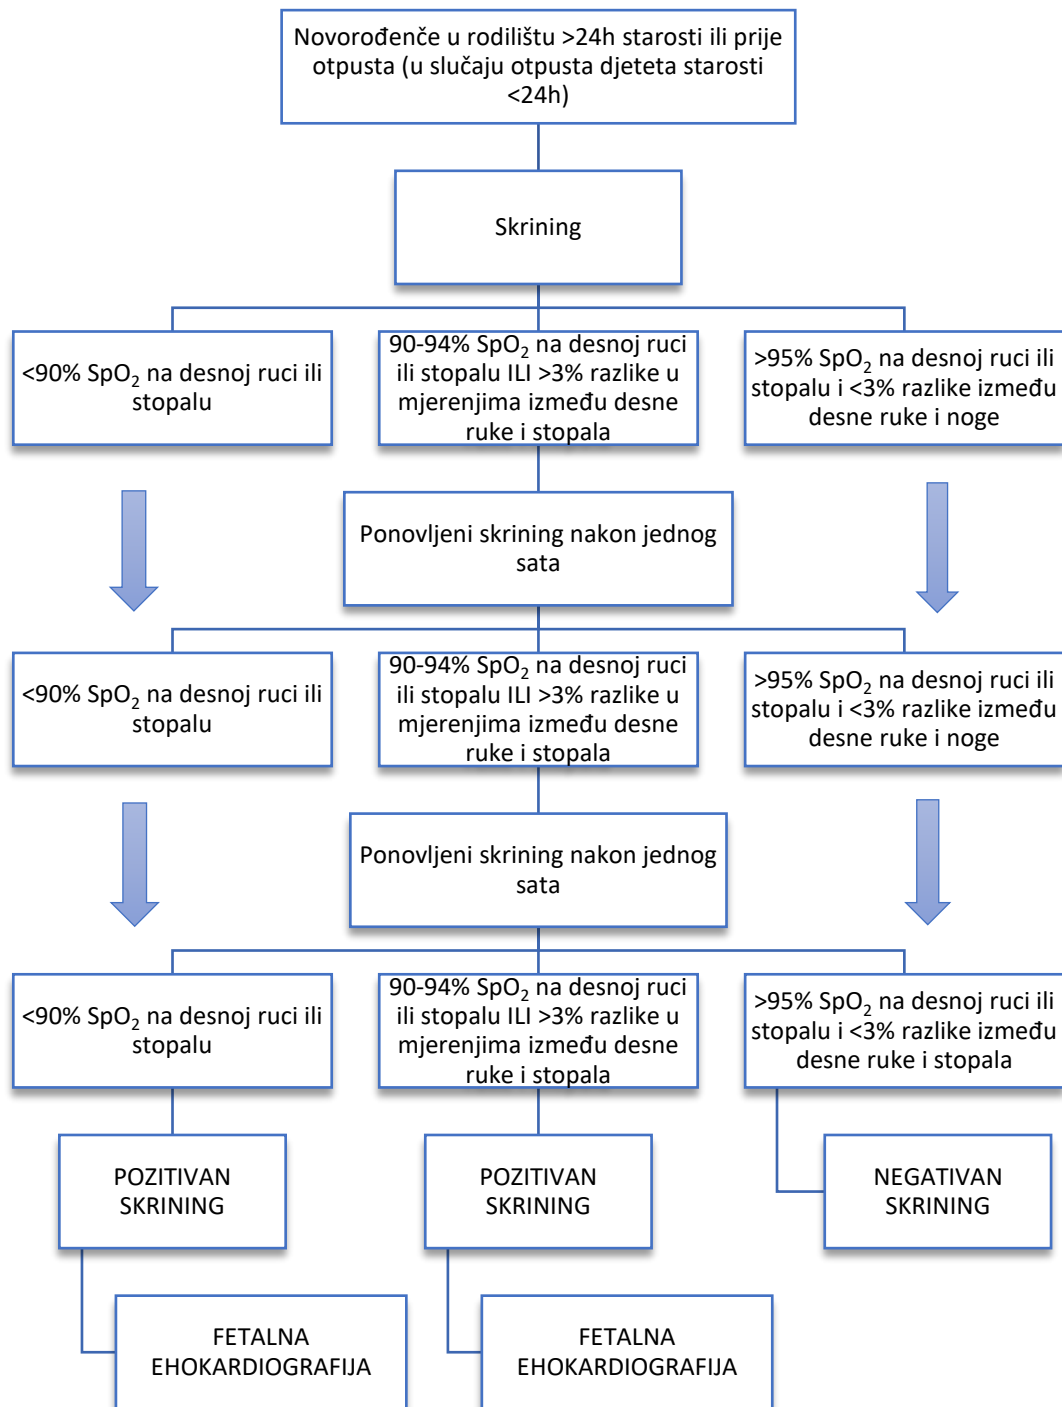 Novorođenče u rodilištu >24h starosti ili prije
otpusta (u slučaju otpusta djeteta starosti
<24h)
Skrining
<90% SpO₂ na desnoj ruci ili
stopalu
90-94% SpO₂ na desnoj ruci
ili stopalu ILI >3% razlike u
mjerenjima između desne
ruke i stopala
>95% SpO₂ na desnoj ruci ili
stopalu i <3% razlike između
desne ruke i noge
Ponovljeni skrining nakon jednog
sata
<90% SpO₂ na desnoj ruci ili
stopalu
90-94% SpO₂ na desnoj ruci
ili stopalu ILI >3% razlike u
mjerenjima između desne
ruke i stopala
>95% SpO₂ na desnoj ruci ili
stopalu i <3% razlike između
desne ruke i noge
Ponovljeni skrining nakon jednog
sata
<90% SpO₂ na desnoj ruci ili
stopalu
90-94% SpO₂ na desnoj ruci
ili stopalu ILI >3% razlike u
mjerenjima između desne
ruke i stopala
>95% SpO₂ na desnoj ruci ili
stopalu i <3% razlike između
desne ruke i stopala
POZITIVAN
SKRINING
POZITIVAN
SKRINING
NEGATIVAN
SKRINING
FETALNA
EHOKARDIOGRAFIJA
FETALNA
EHOKARDIOGRAFIJA